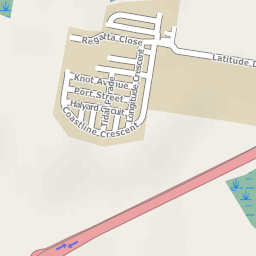 Regatta Close
Latitude D
Knot Avenue
Port Street
Halyard Circuit
Tidal Parade
Longitude Crescent
Coastline Crescent